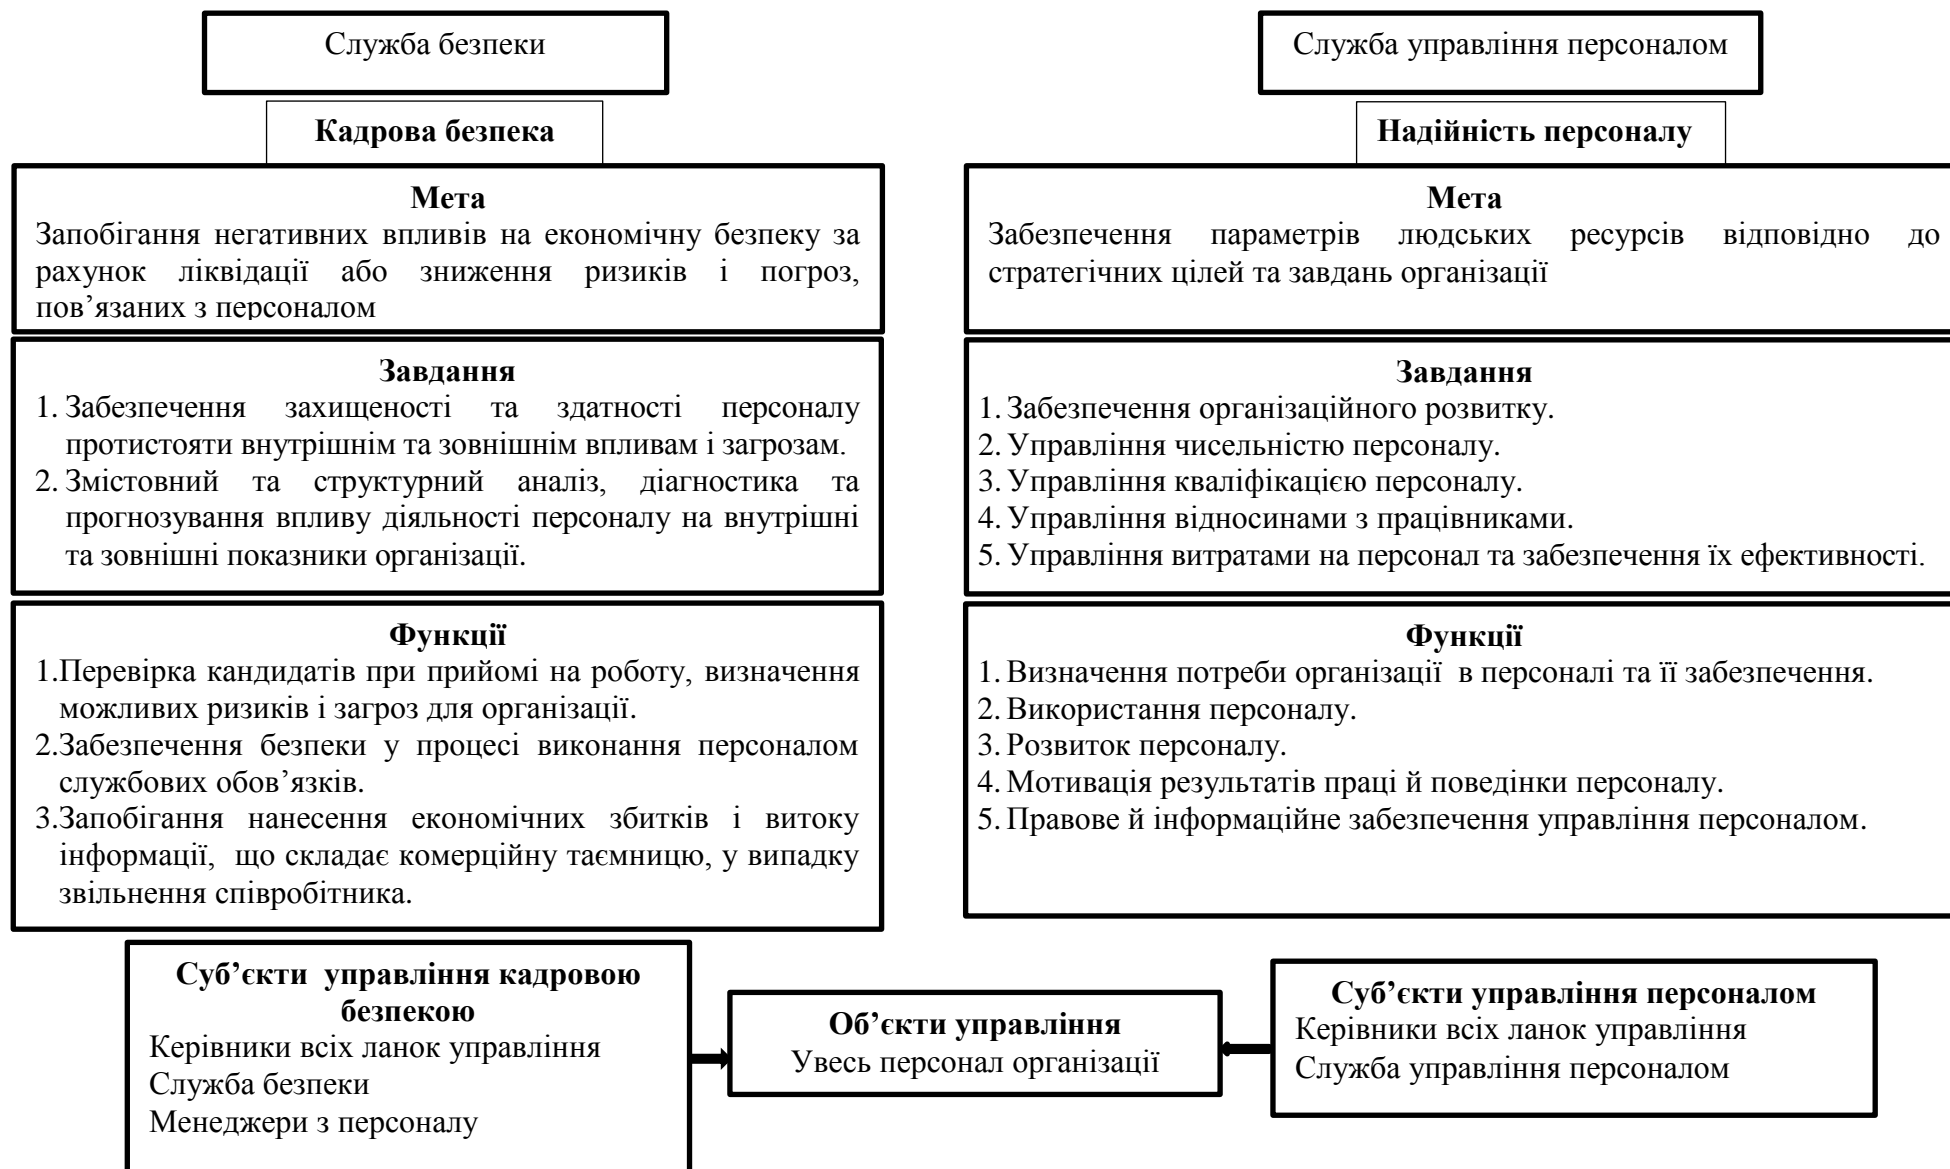 Служба безпеки
Кадрова безпека
Мета
Запобігання негативних впливів на економічну безпеку за
рахунок ліквідації або зниження ризиків і погроз,
пов’язаних з персоналом
Завдання
1. Забезпечення захищеності та здатності персоналу
протистояти внутрішнім та зовнішнім впливам і загрозам.
2. Змістовний та структурний аналіз, діагностика та
прогнозування впливу діяльності персоналу на внутрішні
та зовнішні показники організації.
Функції
1.Перевірка кандидатів при прийомі на роботу, визначення
можливих ризиків і загроз для організації.
2.Забезпечення безпеки у процесі виконання персоналом
службових обов’язків.
3.Запобігання нанесення економічних збитків і витоку
інформації, що складає комерційну таємницю, у випадку
звільнення співробітника.
Суб’єкти управління кадровою
безпекою
Керівники всіх ланок управління
Служба безпеки
Менеджери з персоналу
Об’єкти управління
Увесь персонал організації
Служба управління персоналом
Надійність персоналу
Мета
Забезпечення параметрів людських ресурсів відповідно до
стратегічних цілей та завдань організації
Завдання
1. Забезпечення організаційного розвитку.
2. Управління чисельністю персоналу.
3. Управління кваліфікацією персоналу.
4. Управління відносинами з працівниками.
5. Управління витратами на персонал та забезпечення їх ефективності.
Функції
1. Визначення потреби організації в персоналі та її забезпечення.
2. Використання персоналу.
3. Розвиток персоналу.
4. Мотивація результатів праці й поведінки персоналу.
5. Правове й інформаційне забезпечення управління персоналом.
Суб’єкти управління персоналом
Керівники всіх ланок управління
Служба управління персоналом